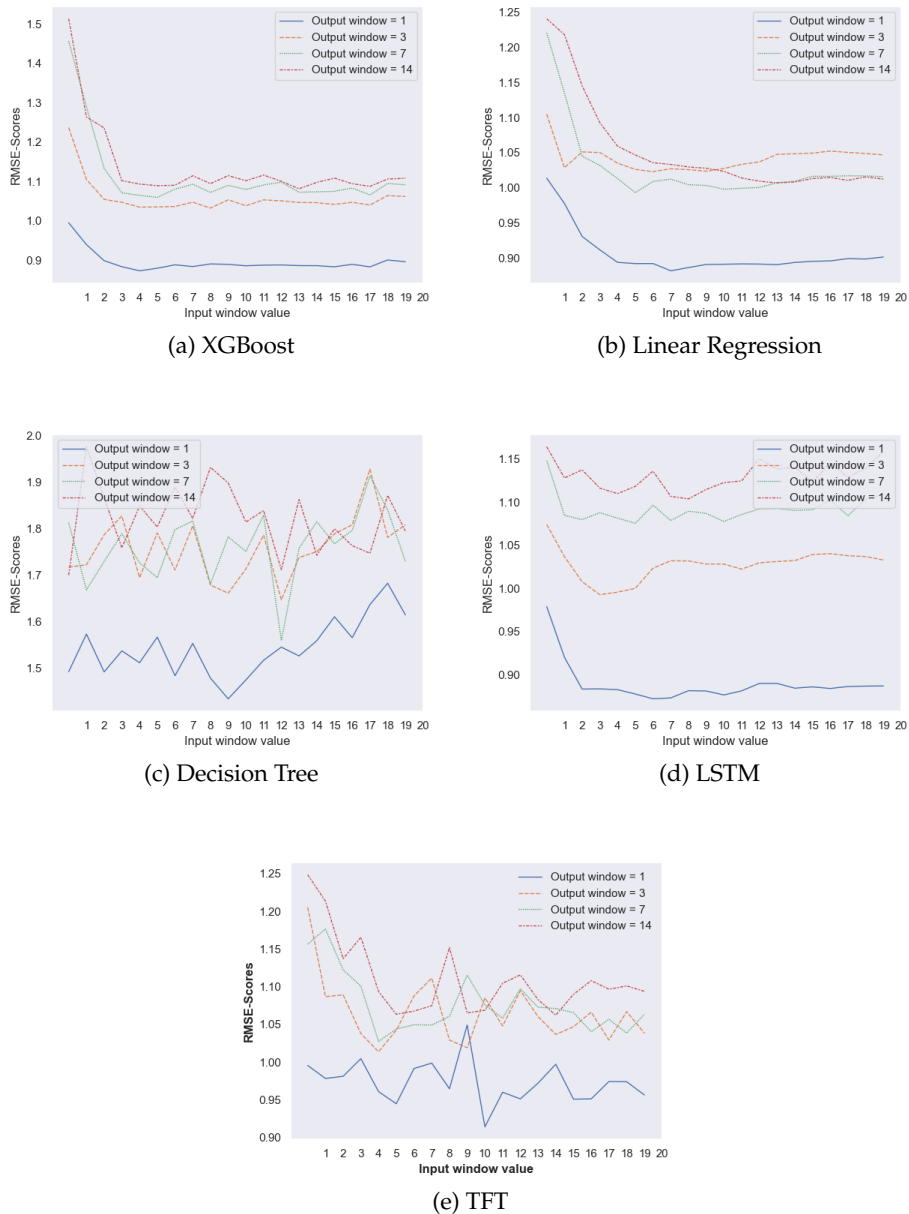 1.5
1.4
1.3
1.2
1.1
1.0
0.9
RMSE-Scores
Output window = 1
Output window = 3
Output window = 7
Output window = 14
1 2 3 4 5 6 7 8 9 10 11 12 13 14 15 16 17 18 19 20
Input window value
(a) XGBoost
1.25
1.20
1.15
1.10
1.05
1.00
0.95
0.90
RMSE-Scores
Output window = 1
Output window = 3
Output window = 7
Output window = 14
1 2 3 4 5 6 7 8 9 10 11 12 13 14 15 16 17 18 19 20
Input window value
(b) Linear Regression
2.0
1.9
1.8
1.7
1.6
1.5
RMSE-Scores
Output window = 1
Output window = 3
Output window = 7
Output window = 14
1 2 3 4 5 6 7 8 9 10 11 12 13 14 15 16 17 18 19 20
Input window value
(c) Decision Tree
1.15
1.10
1.05
1.00
0.95
0.90
RMSE-Scores
Output window = 1
Output window = 3
Output window = 7
Output window = 14
1 2 3 4 5 6 7 8 9 10 11 12 13 14 15 16 17 18 19 20
Input window value
(d) LSTM
1.25
1.20
1.15
1.10
1.05
1.00
0.95
0.90
RMSE-Scores
Output window = 1
Output window = 3
Output window = 7
Output window = 14
1 2 3 4 5 6 7 8 9 10 11 12 13 14 15 16 17 18 19 20
Input window value
(e) TFT